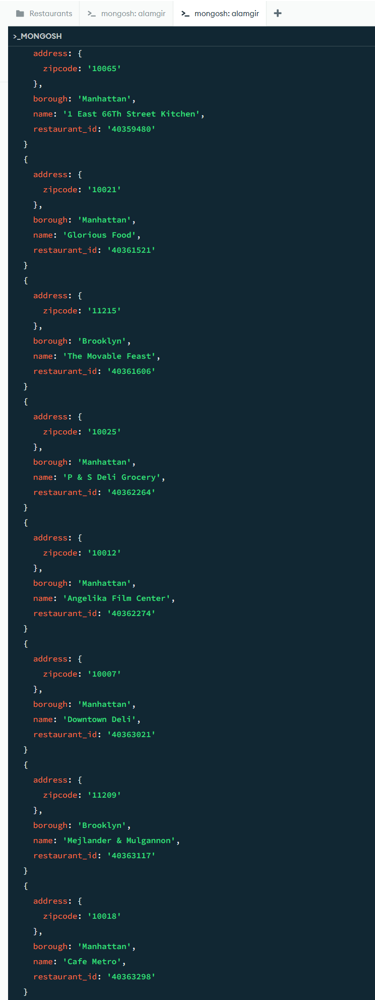 Restaurants
>_ mongosh: alamgir
>_ mongosh: alamgir
+
>_MONGOSH
address: {
zipcode: '10065'
},
borough: 'Manhattan',
name: '1 East 66Th Street Kitchen',
restaurant_id: '40359480'
}
{
address: {
zipcode: '10021'
},
borough: 'Manhattan',
name: 'Glorious Food',
restaurant_id: '40361521'
}
{
address: {
zipcode: '11215'
},
borough: 'Brooklyn',
name: 'The Movable Feast',
restaurant_id: '40361606'
}
{
address: {
zipcode: '10025'
},
borough: 'Manhattan',
name: 'P & S Deli Grocery',
restaurant_id: '40362264'
}
{
address: {
zipcode: '10012'
},
borough: 'Manhattan',
name: 'Angelika Film Center',
restaurant_id: '40362274'
}
{
address: {
zipcode: '10007'
},
borough: 'Manhattan',
name: 'Downtown Deli',
restaurant_id: '40363021'
}
{
address: {
zipcode: '11209'
},
borough: 'Brooklyn',
name: 'Mejlander & Mulgannon',
restaurant_id: '40363117'
}
{
address: {
zipcode: '10018'
},
borough: 'Manhattan',
name: 'Cafe Metro',
restaurant_id: '40363298'
}